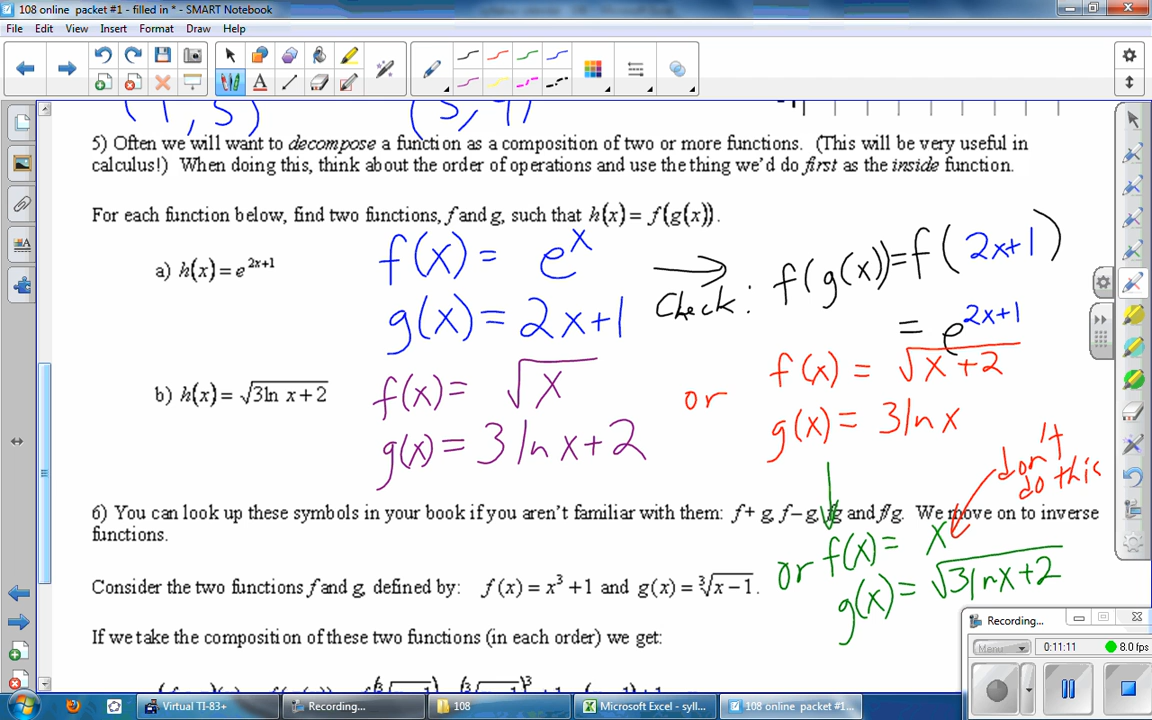 108 online packet #1 - filled in * - SMART Notebook
File Edit View Insert Format Draw Help
5) Often we will want to decompose a function as a composition of two or more functions. (This will be very useful in
calculus!) When doing this, think about the order of operations and use the thing we'd do first as the inside function.
For each function below, find two functions, f and g, such that h(x) = f(g(x)).
f(x) = e^x
a) h(x) = e^{2x+1}
g(x) = 2x+1
Check: f(g(x)) = f(2x+1)
= e^{2x+1}
b) h(x) = √(3ln x + 2)
f(x) = √x
g(x) = 3lnx+2
or
f(x) = √(x+2)
g(x) = 3lnx
don't
do this
6) You can look up these symbols in your book if you aren't familiar with them: f + g, f – g, fg and f/g. We move on to inverse
functions.
or f(x) = x
g(x) = √(3lnx+2)
Consider the two functions f and g, defined by: f(x) = x³ +1 and g(x) = ∛(x−1).
If we take the composition of these two functions (in each order) we get:
Recording...
Menu
0:11:11
8.0 fps
Virtual TI-83+
Recording...
108
Microsoft Excel - syll...
108 online packet #1...